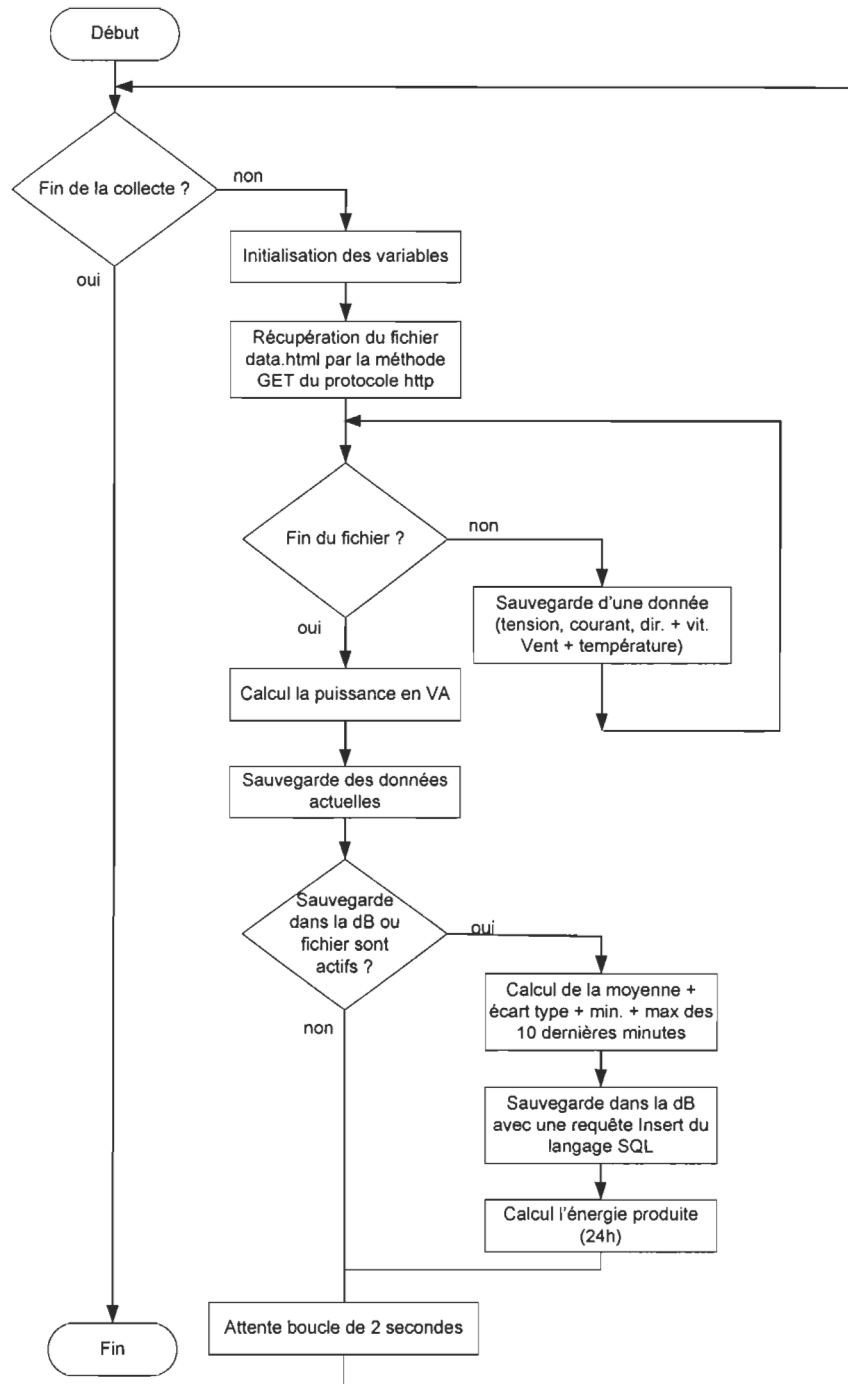 Début
Fin de la collecte ?
non
oui
Initialisation des variables
Récupération du fichier
data.html par la méthode
GET du protocole http
Fin du fichier ?
non
oui
Sauvegarde d'une donnée
(tension, courant, dir. + vit.
Vent + température)
Calcul la puissance en VA
Sauvegarde des données
actuelles
Sauvegarde
dans la dB ou
fichier sont
actifs ?
oui
non
Calcul de la moyenne +
écart type + min. + max des
10 dernières minutes
Sauvegarde dans la dB
avec une requête Insert du
langage SQL
Calcul l'énergie produite
(24h)
Attente boucle de 2 secondes
Fin